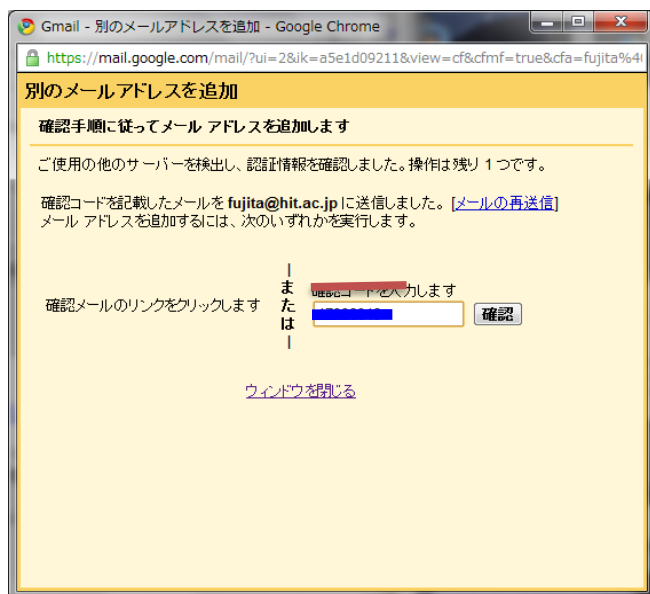 Gmail - 別のメールアドレスを追加 - Google Chrome
https://mail.google.com/mail/?ui=2&ik=a5e1d09211&view=cf&cfmf=true&cfa=fujita%4
別のメールアドレスを追加
確認手順に従ってメール アドレスを追加します
ご使用の他のサーバーを検出し、認証情報を確認しました。操作は残り 1 つです。
確認コードを記載したメールを fujita@hit.ac.jp に送信しました。[メールの再送信]
メール アドレスを追加するには、次のいずれかを実行します。
確認メールのリンクをクリックします
または
確認コードを入力します
確認
ウィンドウを閉じる